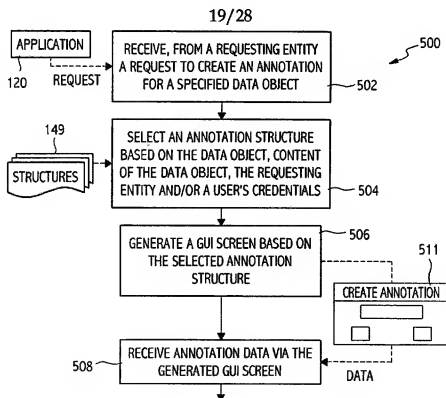 19/28
APPLICATION
120
REQUEST
500
RECEIVE, FROM A REQUESTING ENTITY
A REQUEST TO CREATE AN ANNOTATION
FOR A SPECIFIED DATA OBJECT
502
149
STRUCTURES
SELECT AN ANNOTATION STRUCTURE
BASED ON THE DATA OBJECT, CONTENT
OF THE DATA OBJECT, THE REQUESTING
ENTITY AND/OR A USER'S CREDENTIALS
504
506
GENERATE A GUI SCREEN BASED ON
THE SELECTED ANNOTATION
STRUCTURE
511
CREATE ANNOTATION
508
RECEIVE ANNOTATION DATA VIA THE
GENERATED GUI SCREEN
DATA